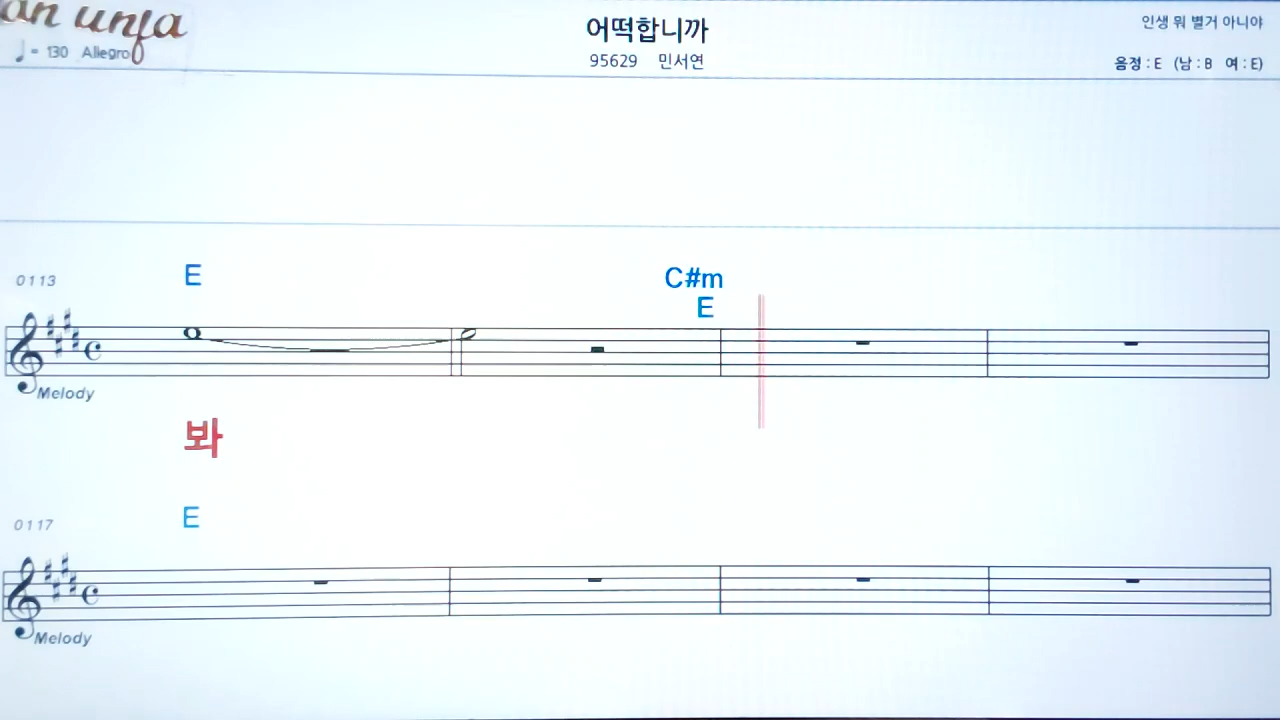 어떡합니까
인생 뭐 별거 아니야
♩= 130 Allegro
95629 민서연
음정 : E (남 : B 여 : E)
0113
E
C#m
E
Melody
봐
0117
E
Melody